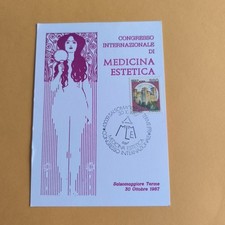 CONGRESSO
INTERNAZIONALE
DI
MEDICINA
ESTETICA
Salsomaggiore Terme
30 Ottobre 1987